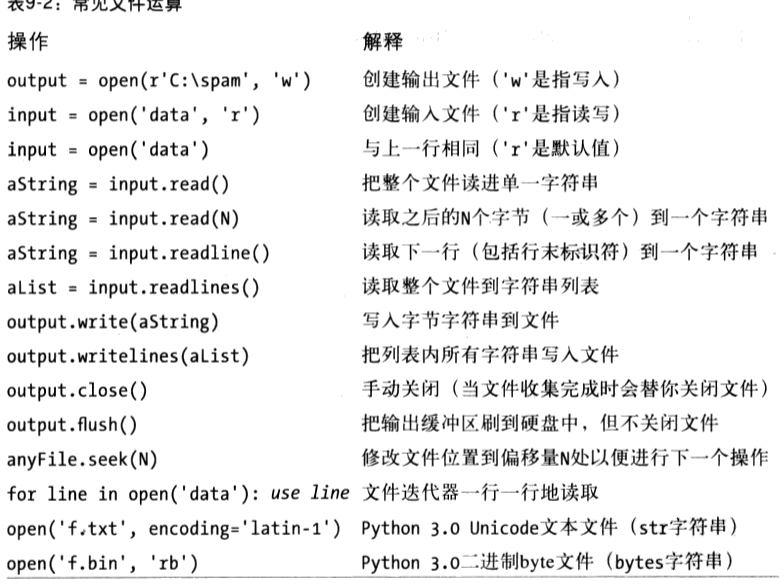 表9-2：常见文件运算
操作 解释
output = open(r'C:\spam', 'w') 创建输出文件（'w'是指写入）
input = open('data', 'r') 创建输入文件（'r'是指读写）
input = open('data') 与上一行相同（'r'是默认值）
aString = input.read() 把整个文件读进单一字符串
aString = input.read(N) 读取之后的N个字节（一或多个）到一个字符串
aString = input.readline() 读取下一行（包括行末标识符）到一个字符串
aList = input.readlines() 读取整个文件到字符串列表
output.write(aString) 写入字节字符串到文件
output.writelines(aList) 把列表内所有字符串写入文件
output.close() 手动关闭（当文件收集完成时会替你关闭文件）
output.flush() 把输出缓冲区刷到硬盘中，但不关闭文件
anyFile.seek(N) 修改文件位置到偏移量N处以便进行下一个操作
for line in open('data'): use line 文件迭代器一行一行地读取
open('f.txt', encoding='latin-1') Python 3.0 Unicode文本文件（str字符串）
open('f.bin', 'rb') Python 3.0二进制byte文件（bytes字符串）